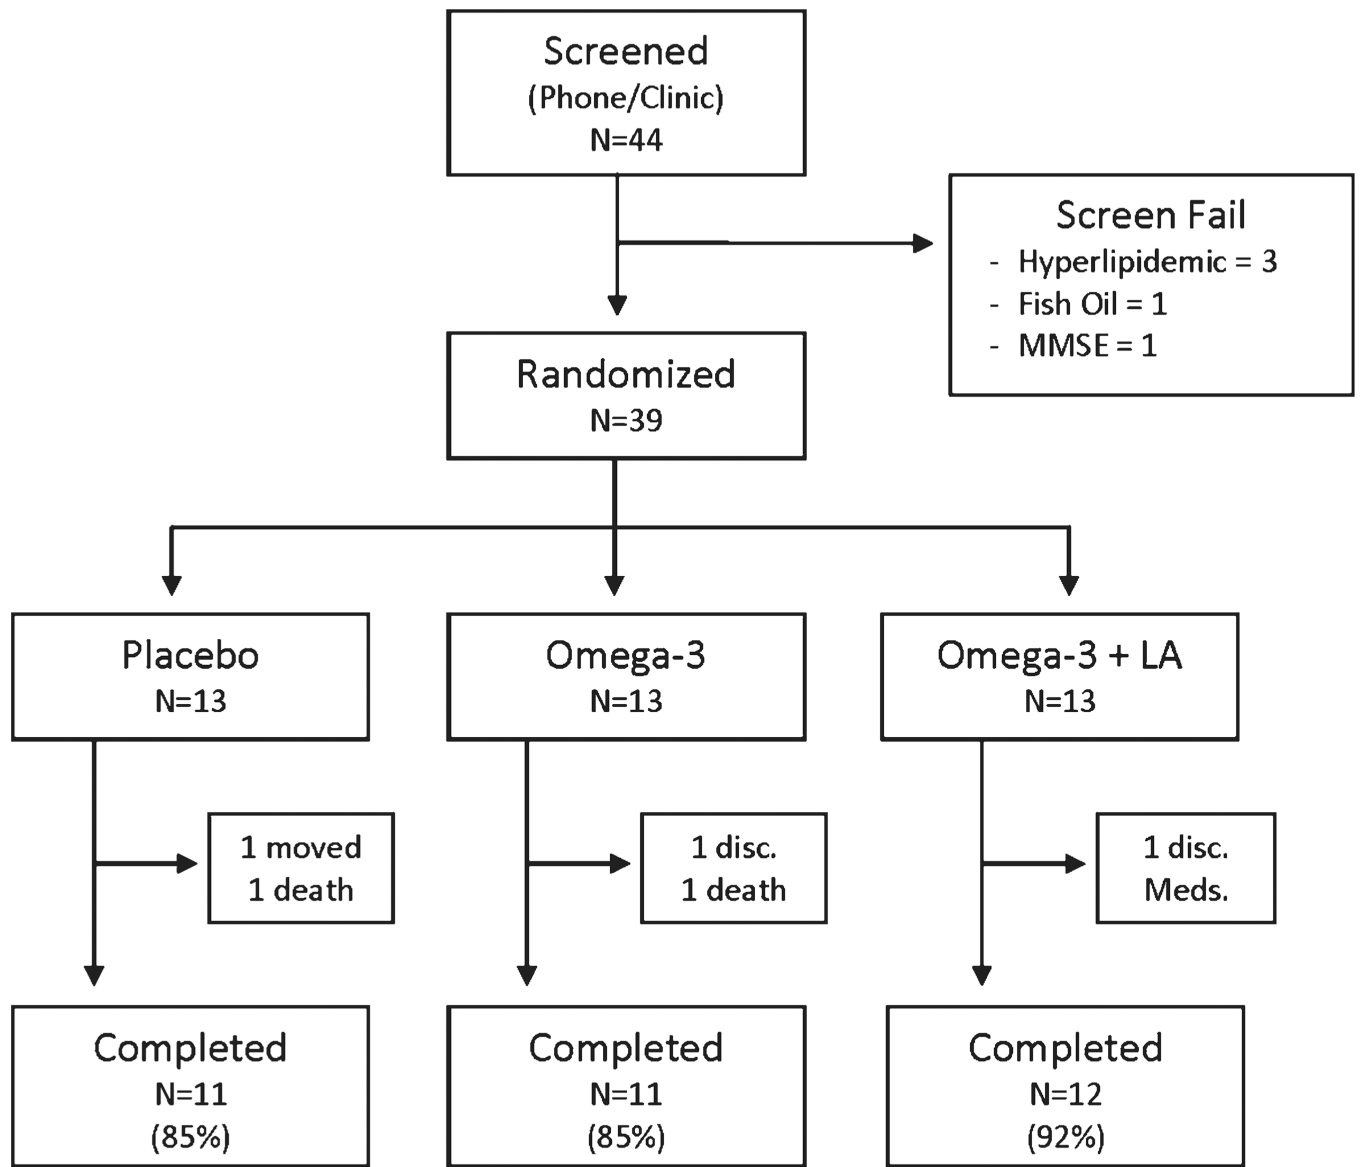 Screened
(Phone/Clinic)
N=44
Screen Fail
- Hyperlipidemic = 3
- Fish Oil = 1
- MMSE = 1
Randomized
N=39
Placebo
N=13
Omega-3
N=13
Omega-3 + LA
N=13
1 moved
1 death
1 disc.
1 death
1 disc.
Meds.
Completed
N=11
(85%)
Completed
N=11
(85%)
Completed
N=12
(92%)